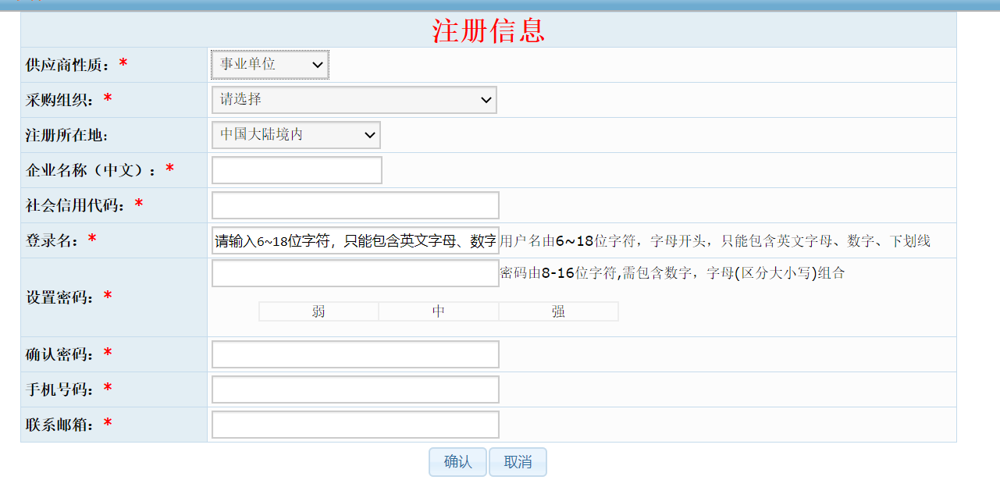 注册信息
供应商性质：* 事业单位
采购组织：* 请选择
注册所在地: 中国大陆境内
企业名称（中文）：*
社会信用代码：*
登录名：* 请输入6~18位字符，只能包含英文字母、数字 用户名由6~18位字符，字母开头，只能包含英文字母、数字、下划线
密码由8-16位字符,需包含数字，字母(区分大小写)组合
设置密码：*
弱 中 强
确认密码：*
手机号码：*
联系邮箱：*
确认 取消